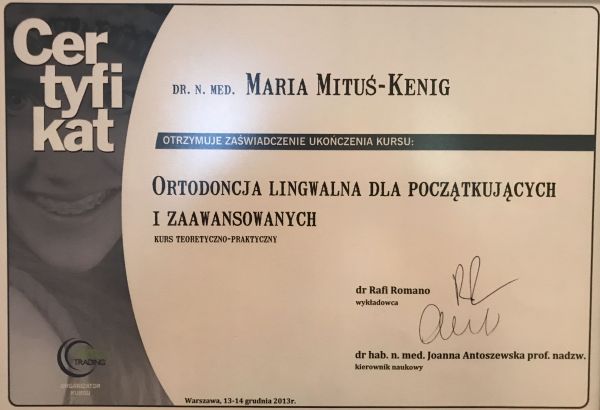 Cer
tyfi
kat
DR. N. MED. MARIA MITUŚ-KENIG
OTRZYMUJE ZAŚWIADCZENIE UKOŃCZENIA KURSU:
ORTODONCJA LINGWALNA DLA POCZĄTKUJĄCYCH
I ZAAWANSOWANYCH
KURS TEORETYCZNO-PRAKTYCZNY
dr Rafi Romano
wykładowca
dr hab. n. med. Joanna Antoszewska prof. nadzw.
kierownik naukowy
TRADING
ORGANIZATOR
KURSU
Warszawa, 13-14 grudnia 2013r.